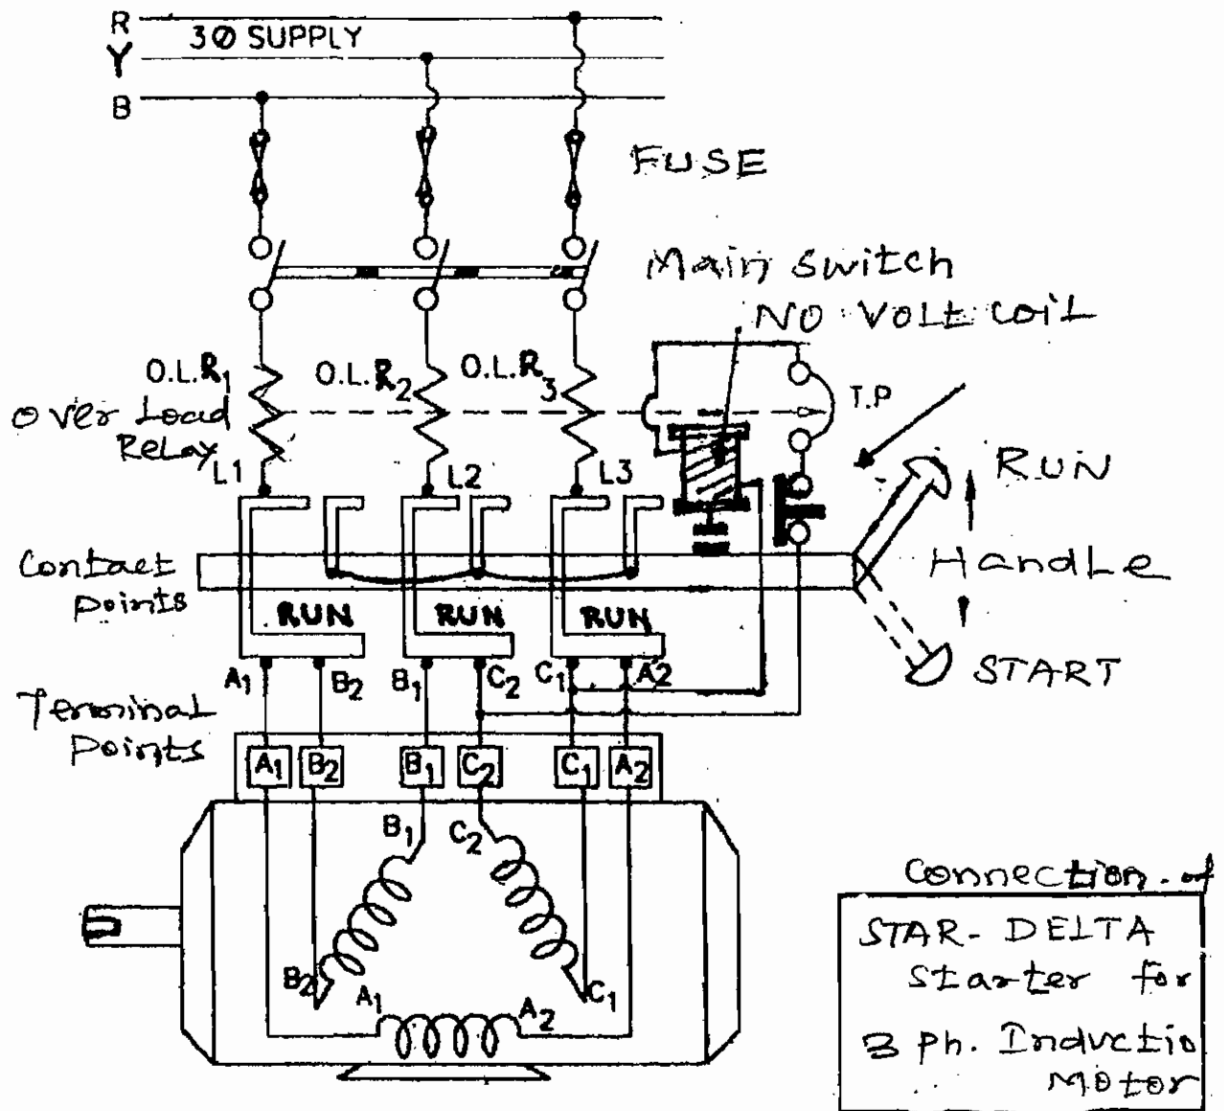 R
3Ø SUPPLY
Y
B
FUSE
Main switch
NO VOLT COIL
O.L.R1
O.L.R2
O.L.R3
T.P
Over Load
Relay
L1
L2
L3
RUN
Contact
Points
Handle
RUN
RUN
RUN
START
A1
B2
B1
C2
C1
A2
Terminal
Points
A1
B2
B1
C2
C1
A2
B1
C2
B2
A1
A2
C1
Connection of
STAR-DELTA
Starter for
3 ph. Inductio
Motor